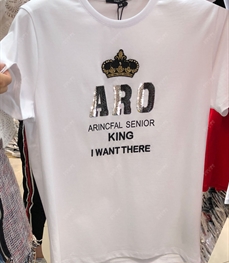 ARO
ARINCFAL SENIOR
KING
I WANT THERE